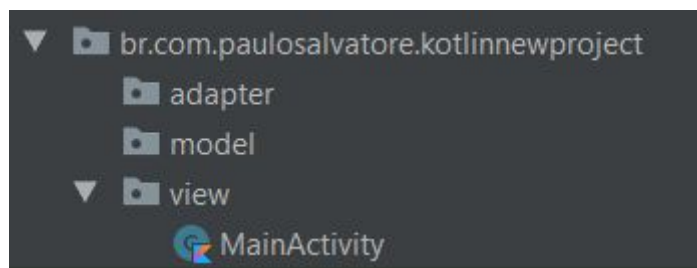 br.com.paulosalvatore.kotlinnewproject
adapter
model
view
MainActivity